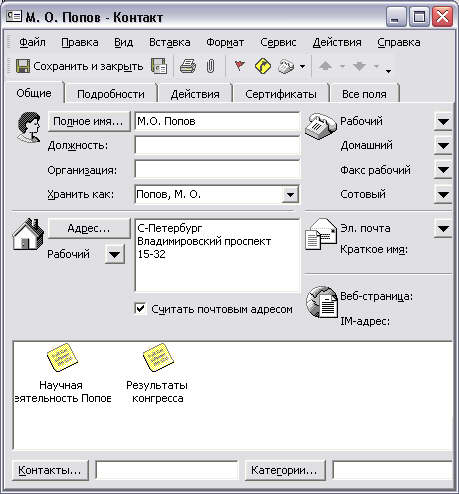 М. О. Попов - Контакт
Файл Правка Вид Вставка Формат Сервис Действия Справка
Сохранить и закрыть
Общие Подробности Действия Сертификаты Все поля
Полное имя... М.О. Попов
Рабочий
Должность:
Домашний
Организация:
Факс рабочий
Хранить как: Попов, М. О.
Сотовый
Адрес... С-Петербург
Владимировский проспект
15-32
Рабочий
Эл. почта
Краткое имя:
Считать почтовым адресом
Веб-страница:
IM-адрес:
Научная
еятельность Попов
Результаты
конгресса
Контакты... Категории...